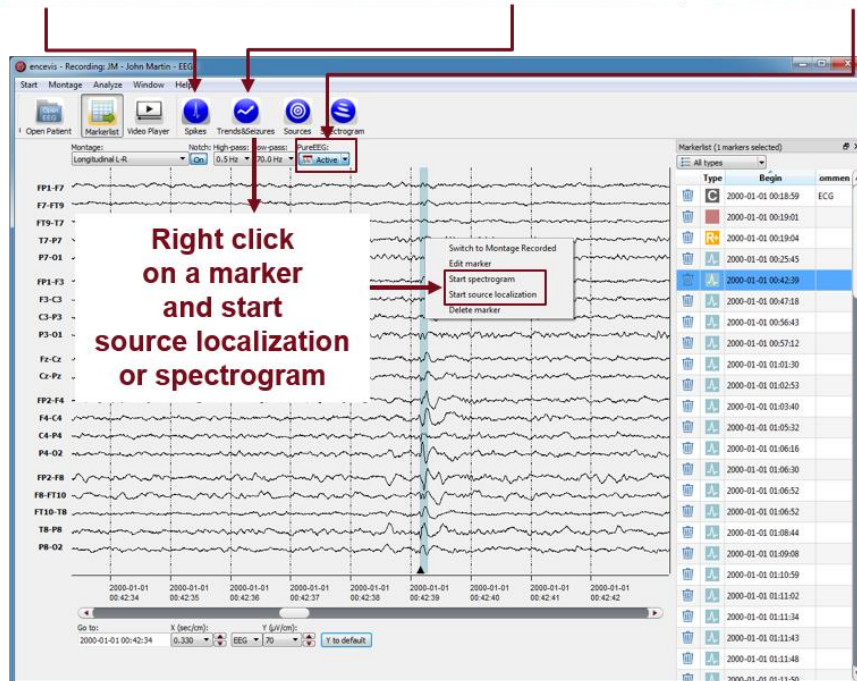 encevis - Recording: JM - John Martin - EEG
Start Montage Analyze Window Help
Open EEG
Open Patient Markerlist Video Player Spikes Trends&Seizures Sources Spectrogram
Montage: Notch: High-pass: Low-pass: PureEEG:
Longitudinal L-R On 0.5 Hz 70.0 Hz Active
Markerlist (1 markers selected)
All types
Type Begin ommen
C 2000-01-01 00:18:59 ECG
2000-01-01 00:19:01
R+ 2000-01-01 00:19:04
2000-01-01 00:25:45
2000-01-01 00:42:39
2000-01-01 00:47:18
2000-01-01 00:56:43
2000-01-01 00:57:12
2000-01-01 01:01:30
2000-01-01 01:02:53
2000-01-01 01:03:40
2000-01-01 01:05:32
2000-01-01 01:06:16
2000-01-01 01:06:30
2000-01-01 01:06:52
2000-01-01 01:06:52
2000-01-01 01:08:44
2000-01-01 01:09:08
2000-01-01 01:10:59
2000-01-01 01:11:02
2000-01-01 01:11:34
2000-01-01 01:11:43
2000-01-01 01:11:48
2000-01-01 01:11:50
FP1-F7
F7-FT9
FT9-T7
T7-P7
P7-O1
FP1-F3
F3-C3
C3-P3
P3-O1
Fz-Cz
Cz-Pz
FP2-F4
F4-C4
C4-P4
P4-O2
FP2-F8
F8-FT10
FT10-T8
T8-P8
P8-O2
Right click
on a marker
and start
source localization
or spectrogram
Switch to Montage Recorded
Edit marker
Start spectrogram
Start source localization
Delete marker
2000-01-01 2000-01-01 2000-01-01 2000-01-01 2000-01-01 2000-01-01 2000-01-01 2000-01-01 2000-01-01
00:42:34 00:42:35 00:42:36 00:42:37 00:42:38 00:42:39 00:42:40 00:42:41 00:42:42
Go to: X (sec/cm): Y (µV/cm):
2000-01-01 00:42:34 0.330 EEG 70 Y to default